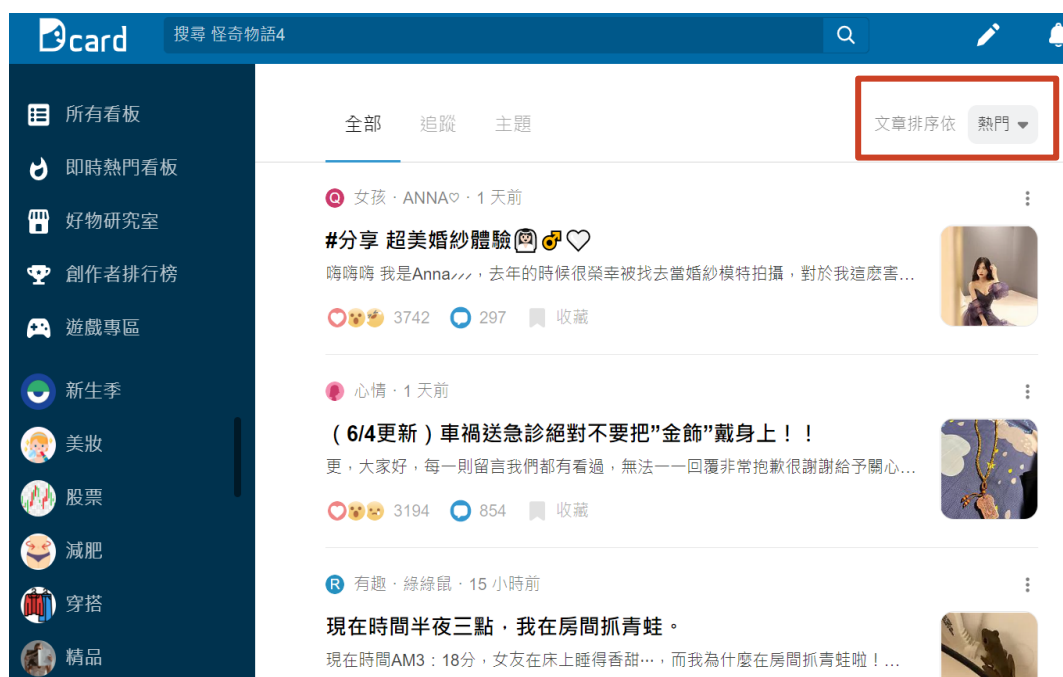 Dcard
搜尋 怪奇物語4
所有看板
即時熱門看板
好物研究室
創作者排行榜
遊戲專區
新生季
美妝
股票
減肥
穿搭
精品
全部 追蹤 主題
文章排序依 熱門
Q 女孩 · ANNA♡ · 1 天前
#分享 超美婚紗體驗👰🏻♂♡
嗨嗨嗨 我是Anna⸝⸝⸝，去年的時候很榮幸被找去當婚紗模特拍攝，對於我這麼害…
3742 297 收藏
心情 · 1 天前
（6/4更新）車禍送急診絕對不要把”金飾”戴身上！！
更，大家好，每一則留言我們都有看過，無法一一回覆非常抱歉很謝謝給予關心…
3194 854 收藏
R 有趣 · 綠綠鼠 · 15 小時前
現在時間半夜三點，我在房間抓青蛙。
現在時間AM3：18分，女友在床上睡得香甜⋯，而我為什麼在房間抓青蛙啦！…